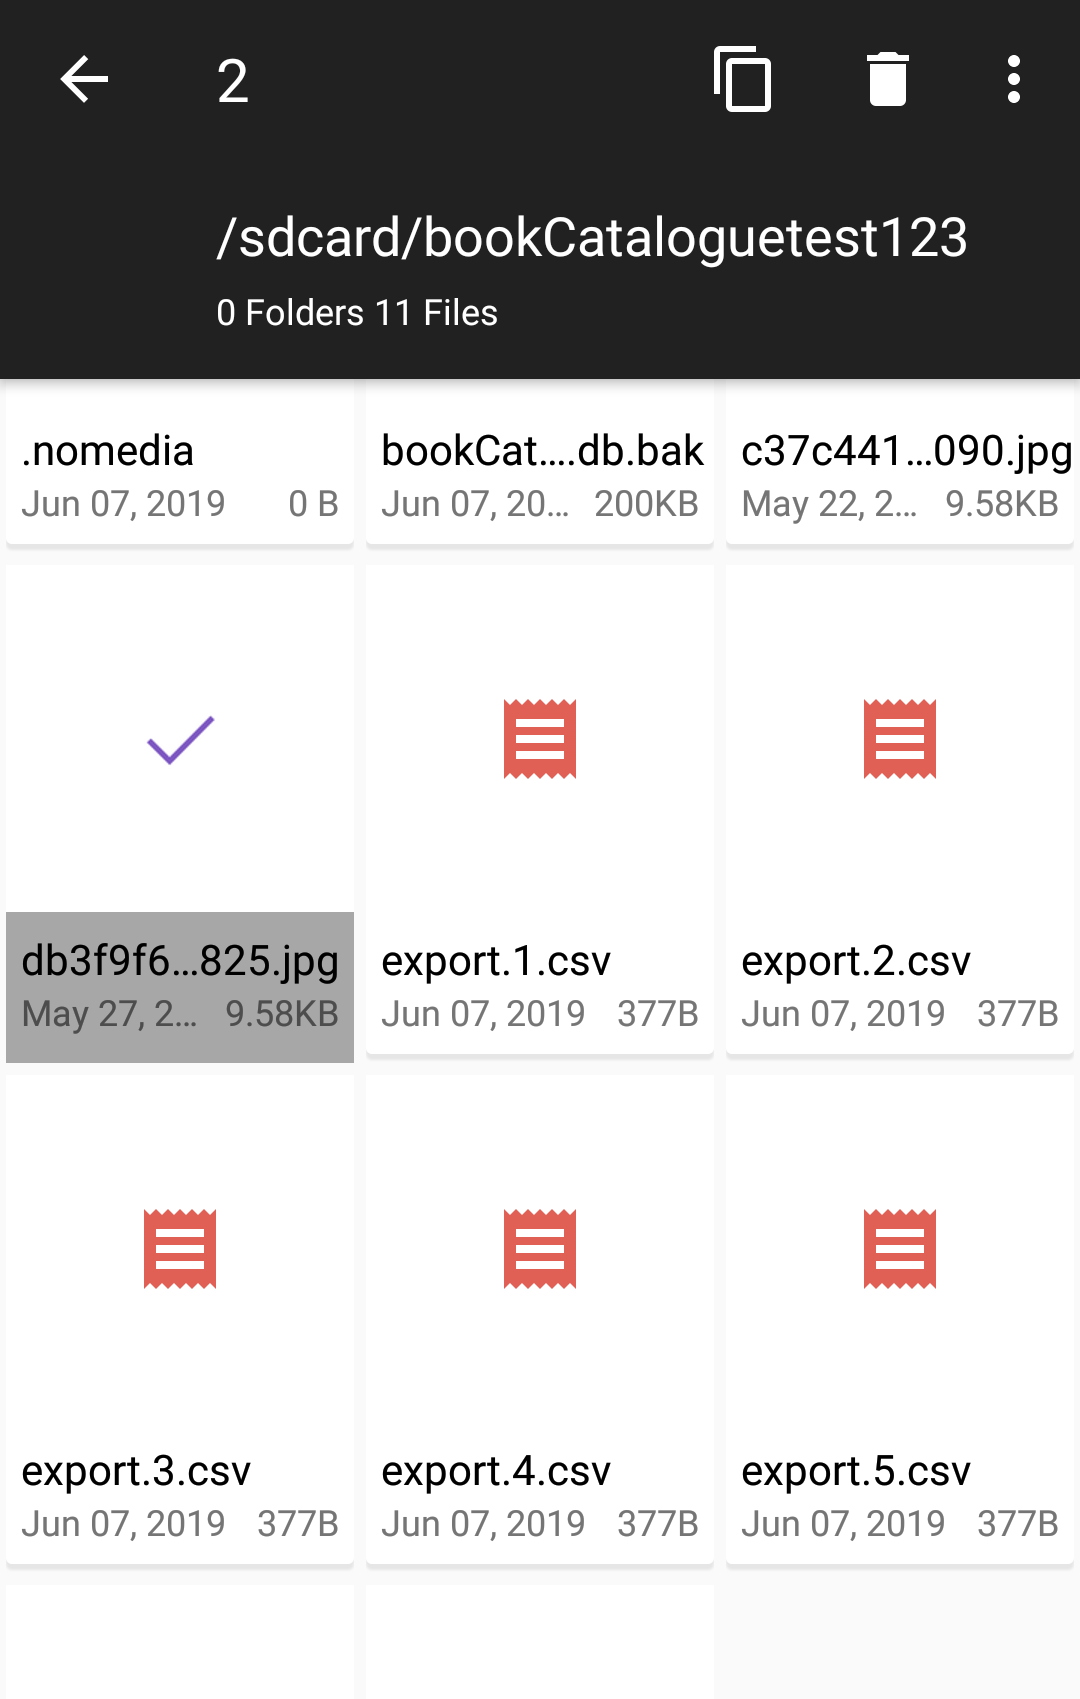 2
/sdcard/bookCataloguetest123
0 Folders 11 Files
.nomedia
Jun 07, 2019 0 B
bookCat....db.bak
Jun 07, 20... 200KB
c37c441...090.jpg
May 22, 2... 9.58KB
db3f9f6...825.jpg
May 27, 2... 9.58KB
export.1.csv
Jun 07, 2019 377B
export.2.csv
Jun 07, 2019 377B
export.3.csv
Jun 07, 2019 377B
export.4.csv
Jun 07, 2019 377B
export.5.csv
Jun 07, 2019 377B